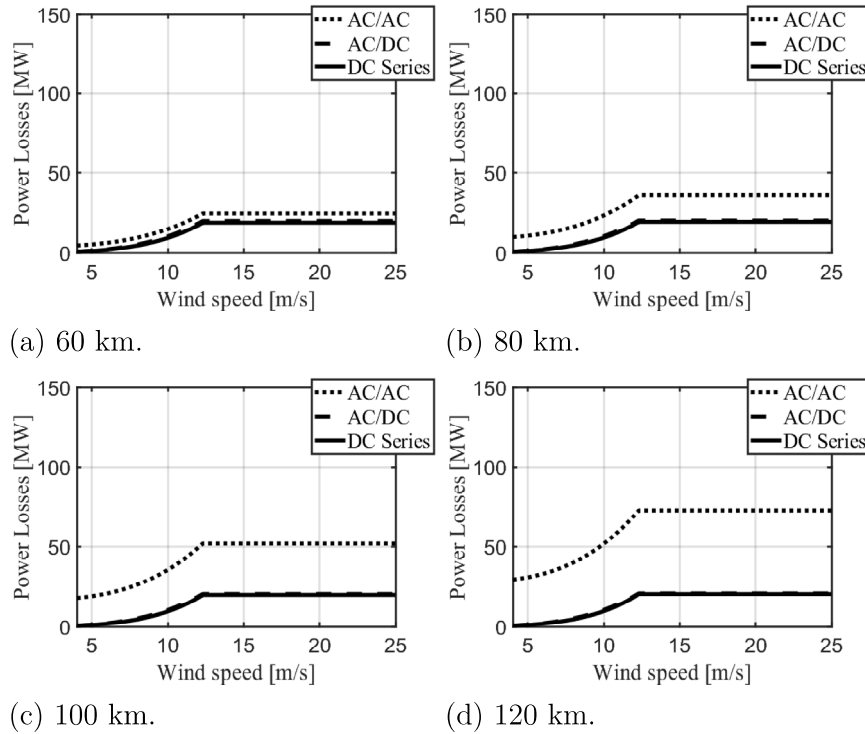 150
100
50
0
Power Losses [MW]
AC/AC
AC/DC
DC Series
5 10 15 20 25
Wind speed [m/s]
(a) 60 km.
150
100
50
0
Power Losses [MW]
AC/AC
AC/DC
DC Series
5 10 15 20 25
Wind speed [m/s]
(b) 80 km.
150
100
50
0
Power Losses [MW]
AC/AC
AC/DC
DC Series
5 10 15 20 25
Wind speed [m/s]
(c) 100 km.
150
100
50
0
Power Losses [MW]
AC/AC
AC/DC
DC Series
5 10 15 20 25
Wind speed [m/s]
(d) 120 km.